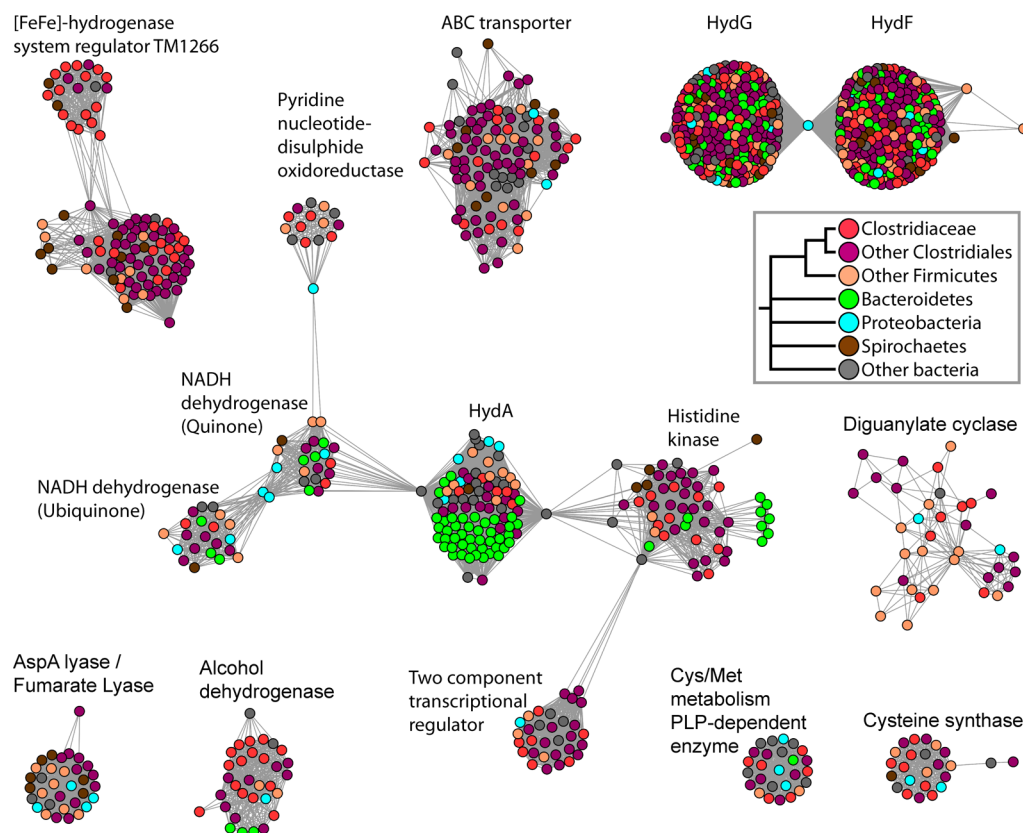 [FeFe]-hydrogenase
system regulator TM1266
ABC transporter
HydG
HydF
Pyridine
nucleotide-
disulphide
oxidoreductase
Clostridiaceae
Other Clostridiales
Other Firmicutes
Bacteroidetes
Proteobacteria
Spirochaetes
Other bacteria
NADH
dehydrogenase
(Quinone)
HydA
Histidine
kinase
Diguanylate cyclase
NADH dehydrogenase
(Ubiquinone)
AspA lyase /
Fumarate Lyase
Alcohol
dehydrogenase
Two component
transcriptional
regulator
Cys/Met
metabolism
PLP-dependent
enzyme
Cysteine synthase